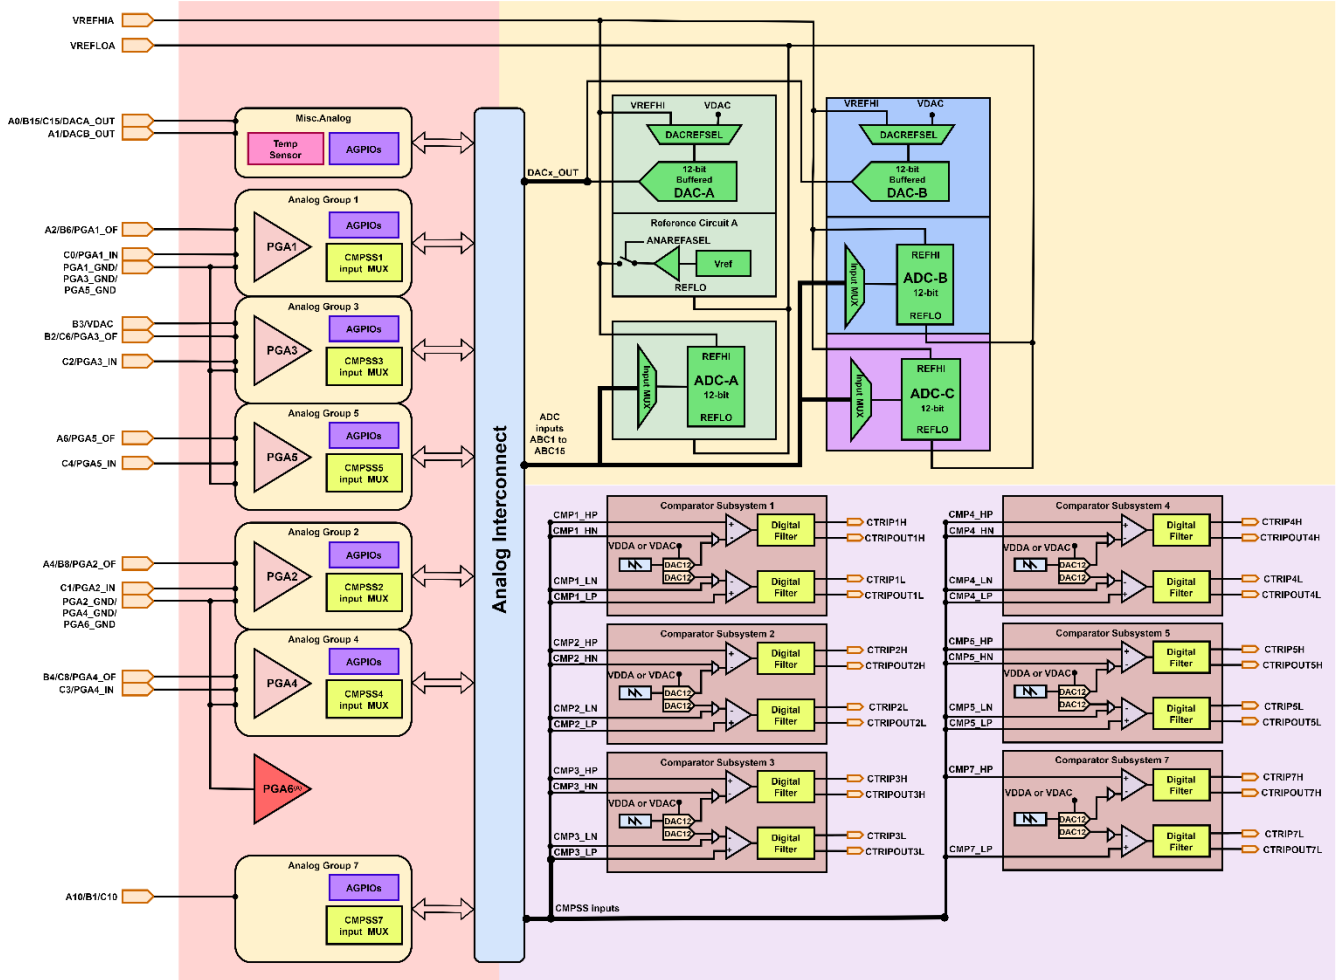 VREFHIA
VREFLOA
A0/B15/C15/DACA_OUT
A1/DACB_OUT
Misc.Analog
Temp
Sensor
AGPIOs
A2/B6/PGA1_OF
C0/PGA1_IN
PGA1_GND/
PGA3_GND/
PGA5_GND
Analog Group 1
PGA1
AGPIOs
CMPSS1
input MUX
B3/VDAC
B2/C6/PGA3_OF
C2/PGA3_IN
Analog Group 3
PGA3
AGPIOs
CMPSS3
input MUX
A6/PGA5_OF
C4/PGA5_IN
Analog Group 5
PGA5
AGPIOs
CMPSS5
input MUX
A4/B8/PGA2_OF
C1/PGA2_IN
PGA2_GND/
PGA4_GND/
PGA6_GND
Analog Group 2
PGA2
AGPIOs
CMPSS2
input MUX
B4/C8/PGA4_OF
C3/PGA4_IN
Analog Group 4
PGA4
AGPIOs
CMPSS4
input MUX
PGA6
A10/B1/C10
Analog Group 7
AGPIOs
CMPSS7
input MUX
Analog Interconnect
DACx_OUT
VREFHI
VDAC
DACREFSEL
12-bit
Buffered
DAC-A
Reference Circuit A
ANAREFASEL
Vref
REFLO
Input MUX
REFHI
ADC-A
12-bit
REFLO
ADC
inputs
ABC1 to
ABC15
VREFHI
VDAC
DACREFSEL
12-bit
Buffered
DAC-B
Input MUX
REFHI
ADC-B
12-bit
REFLO
Input MUX
REFHI
ADC-C
12-bit
REFLO
Comparator Subsystem 1
CMP1_HP
CMP1_HN
VDDA or VDAC
DAC12
DAC12
CMP1_LN
CMP1_LP
Digital
Filter
Digital
Filter
CTRIP1H
CTRIPOUT1H
CTRIP1L
CTRIPOUT1L
Comparator Subsystem 2
CMP2_HP
CMP2_HN
VDDA or VDAC
DAC12
DAC12
CMP2_LN
CMP2_LP
Digital
Filter
Digital
Filter
CTRIP2H
CTRIPOUT2H
CTRIP2L
CTRIPOUT2L
Comparator Subsystem 3
CMP3_HP
CMP3_HN
VDDA or VDAC
DAC12
DAC12
CMP3_LN
CMP3_LP
Digital
Filter
Digital
Filter
CTRIP3H
CTRIPOUT3H
CTRIP3L
CTRIPOUT3L
CMPSS inputs
Comparator Subsystem 4
CMP4_HP
CMP4_HN
VDDA or VDAC
DAC12
DAC12
CMP4_LN
CMP4_LP
Digital
Filter
Digital
Filter
CTRIP4H
CTRIPOUT4H
CTRIP4L
CTRIPOUT4L
Comparator Subsystem 5
CMP5_HP
CMP5_HN
VDDA or VDAC
DAC12
DAC12
CMP5_LN
CMP5_LP
Digital
Filter
Digital
Filter
CTRIP5H
CTRIPOUT5H
CTRIP5L
CTRIPOUT5L
Comparator Subsystem 7
CMP7_HP
VDDA or VDAC
DAC12
DAC12
CMP7_LP
Digital
Filter
Digital
Filter
CTRIP7H
CTRIPOUT7H
CTRIP7L
CTRIPOUT7L